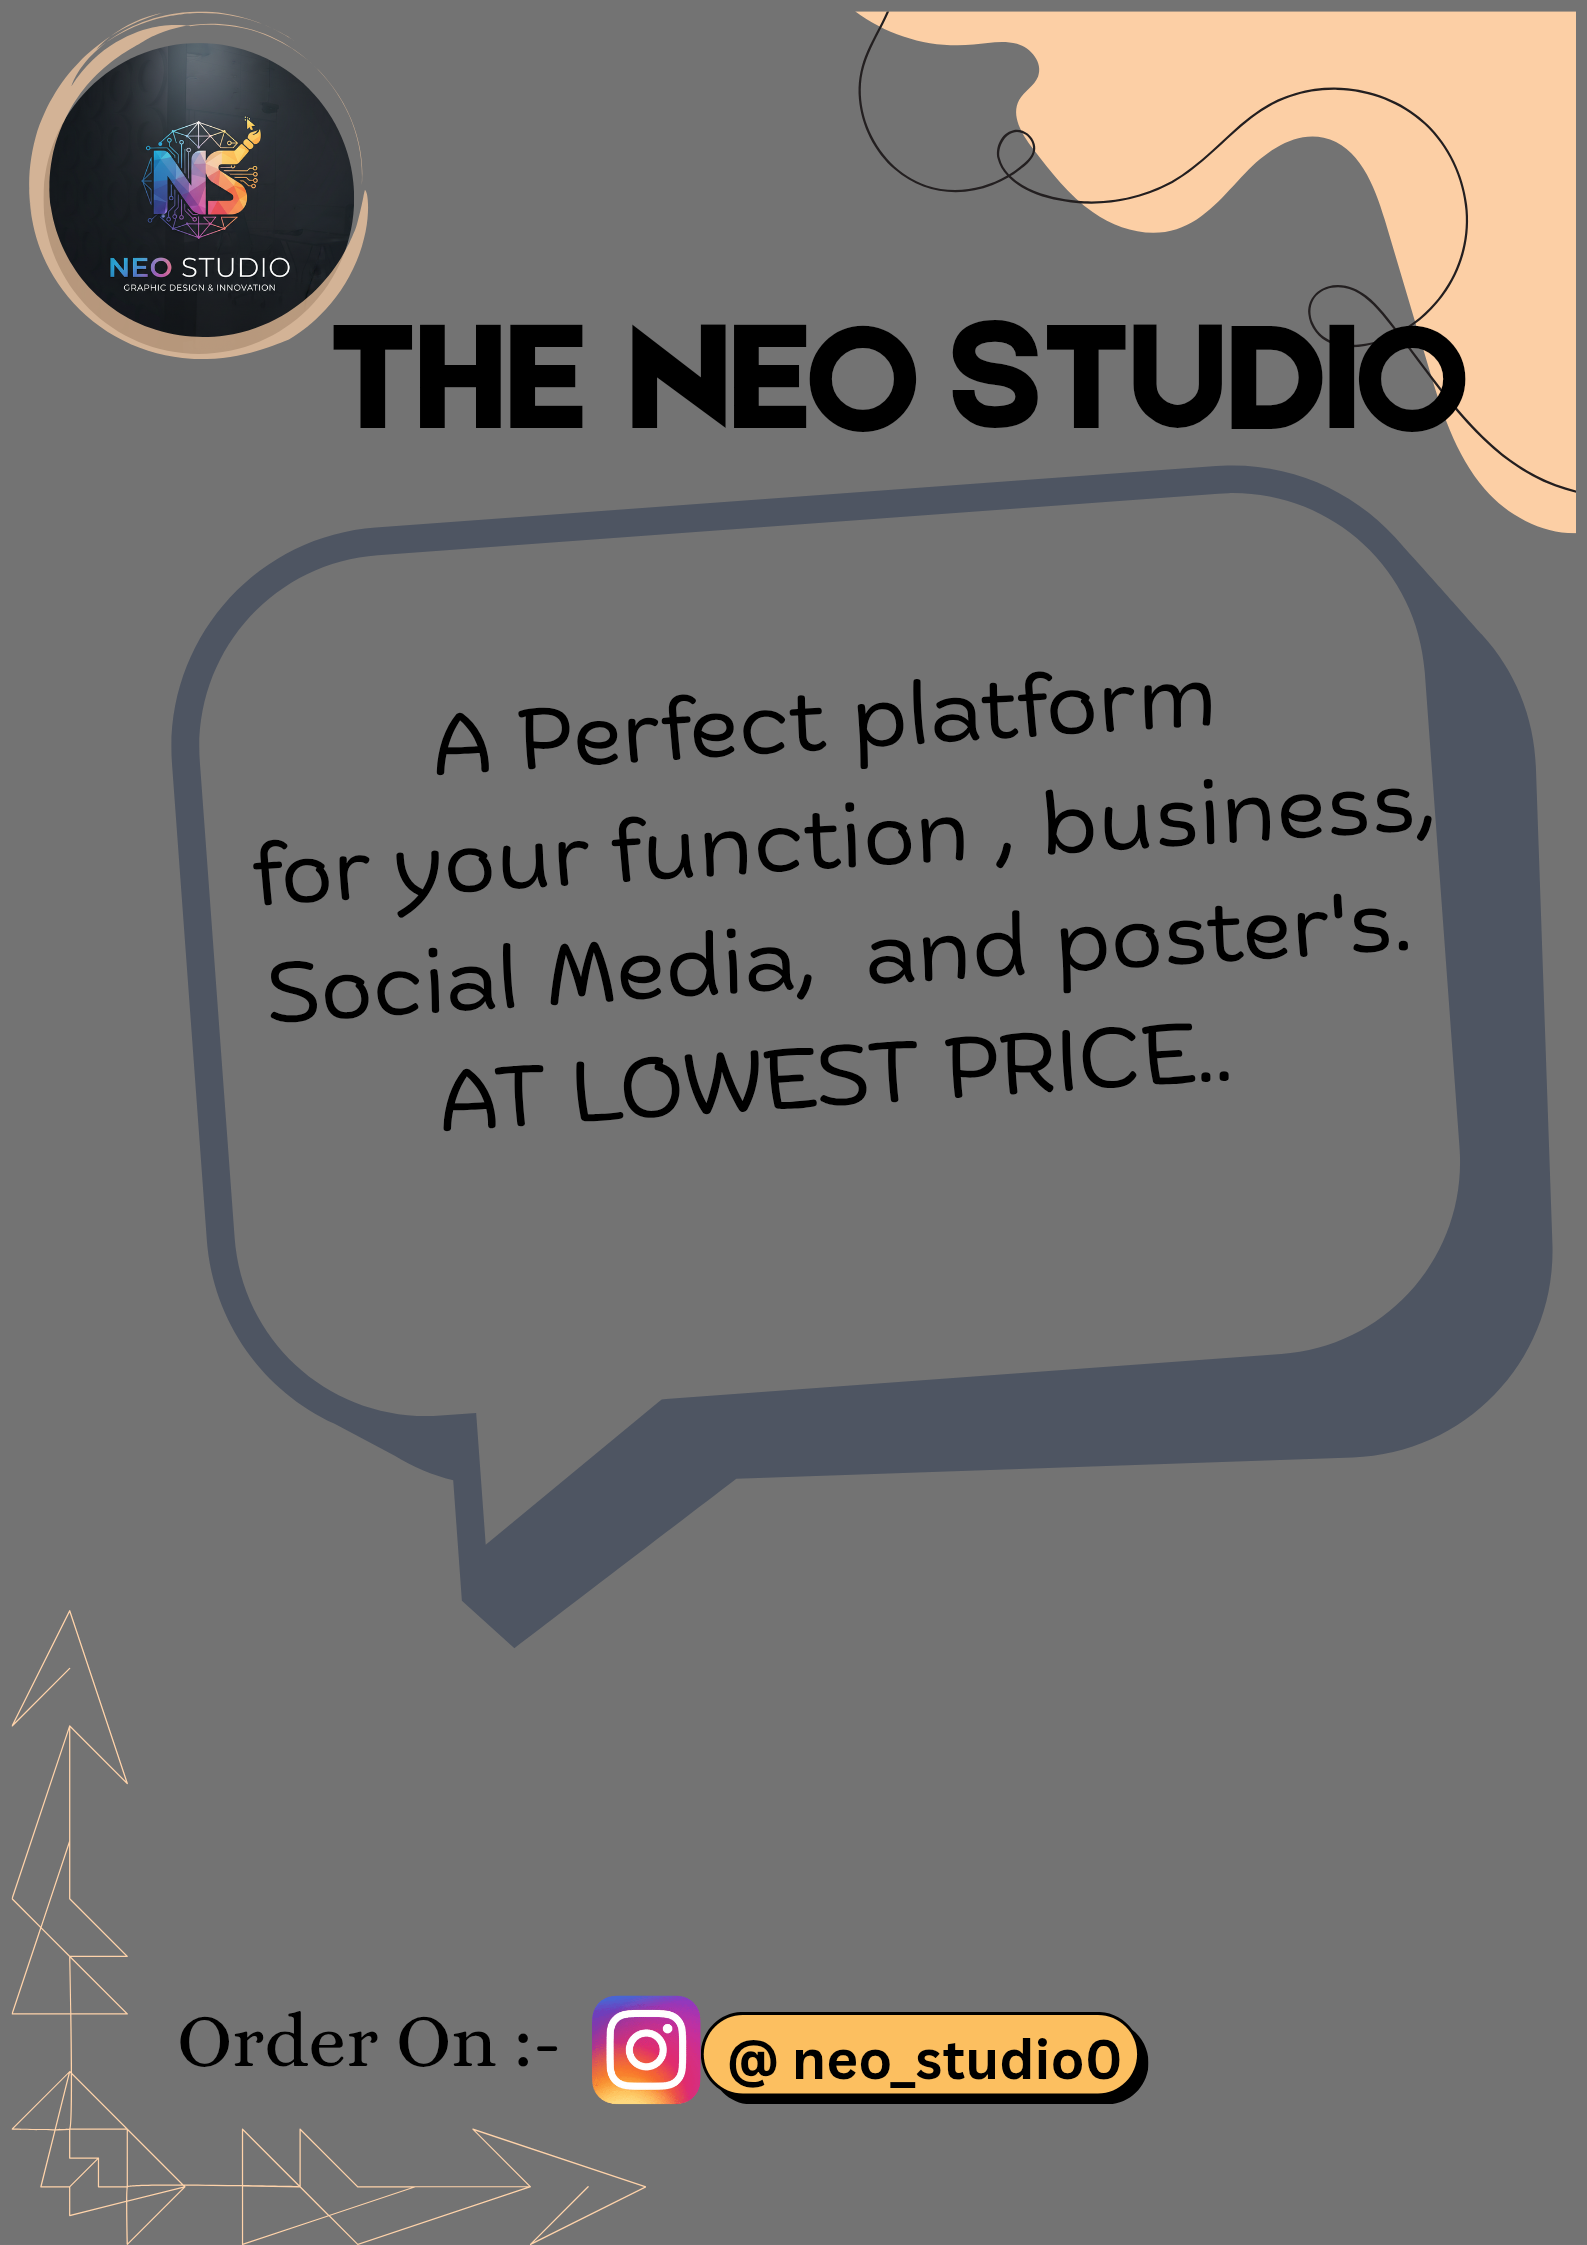 NS
NEO STUDIO
GRAPHIC DESIGN & INNOVATION
THE NEO STUDIO
A Perfect platform
for your function , business,
Social Media, and poster's.
AT LOWEST PRICE..
Order On :- @ neo_studio0